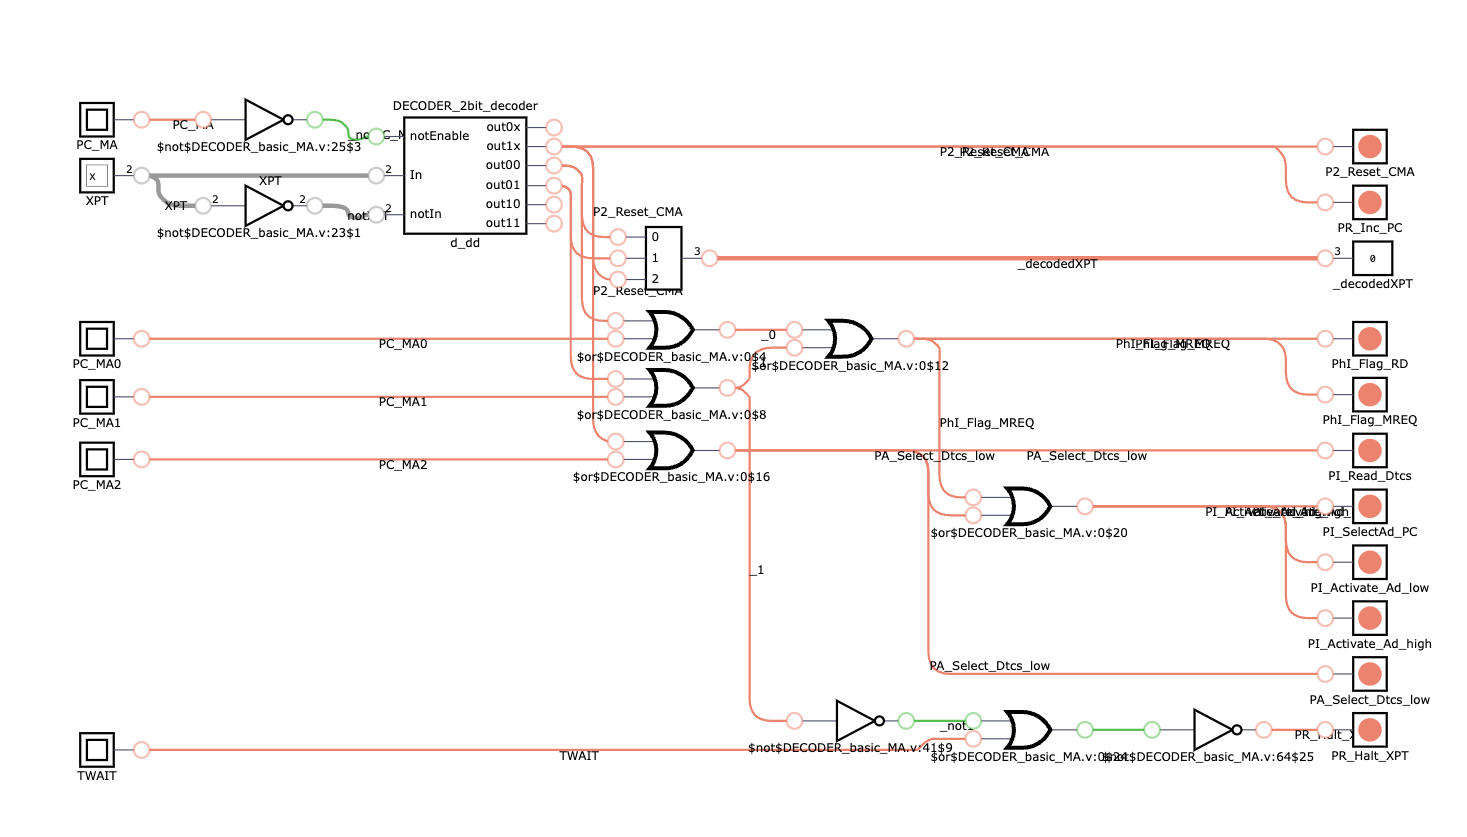 DECODER_2bit_decoder
PC_MA
PC_MA
$not$DECODER_basic_MA.v:25$3
notEnable
out0x
out1x
out00
out01
out10
out11
In
notIn
d_dd
x
XPT
2
XPT
XPT
2
2
2
2
$not$DECODER_basic_MA.v:23$1
P2_Reset_CMA
0
1
2
3
P2_Reset_CMA
_decodedXPT
3
0
_decodedXPT
P2_Reset_CMA
P2_Reset_CMA
PR_Inc_PC
PC_MA0
PC_MA0
$or$DECODER_basic_MA.v:0$4
_0
$or$DECODER_basic_MA.v:0$12
PhI_Flag_MREQ
PhI_Flag_RD
PC_MA1
PC_MA1
$or$DECODER_basic_MA.v:0$8
PhI_Flag_MREQ
PhI_Flag_MREQ
PC_MA2
PC_MA2
$or$DECODER_basic_MA.v:0$16
PA_Select_Dtcs_low
PA_Select_Dtcs_low
PI_Read_Dtcs
$or$DECODER_basic_MA.v:0$20
PI_SelectAd_PC
_1
PI_Activate_Ad_low
PI_Activate_Ad_high
PA_Select_Dtcs_low
PA_Select_Dtcs_low
TWAIT
TWAIT
$not$DECODER_basic_MA.v:41$9
$or$DECODER_basic_MA.v:0$24
$not$DECODER_basic_MA.v:64$25
PR_Halt_XPT